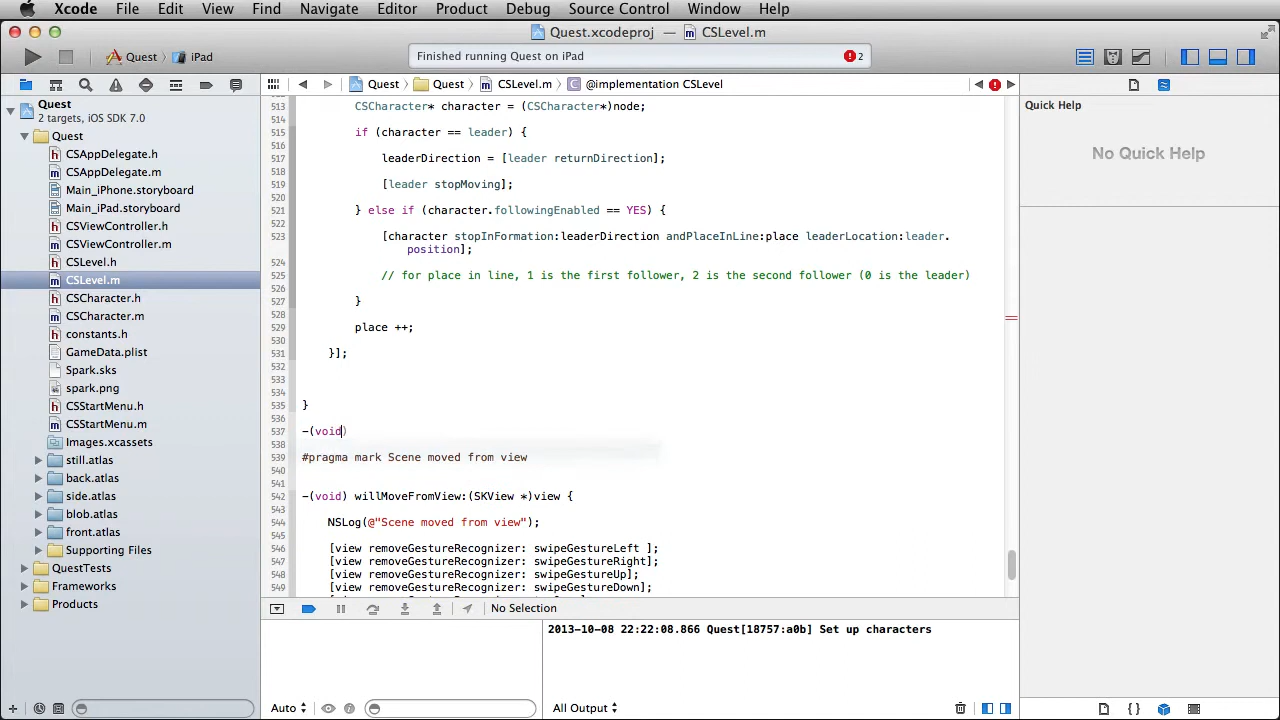 Xcode File Edit View Find Navigate Editor Product Debug Source Control Window Help
Quest.xcodeproj — CSLevel.m
Quest iPad Finished running Quest on iPad 2
Quest Quest CSLevel.m @implementation CSLevel
Quest
2 targets, iOS SDK 7.0
Quest
CSAppDelegate.h
CSAppDelegate.m
Main_iPhone.storyboard
Main_iPad.storyboard
CSViewController.h
CSViewController.m
CSLevel.h
CSLevel.m
CSCharacter.h
CSCharacter.m
constants.h
GameData.plist
Spark.sks
spark.png
CSStartMenu.h
CSStartMenu.m
Images.xcassets
still.atlas
back.atlas
side.atlas
blob.atlas
front.atlas
Supporting Files
QuestTests
Frameworks
Products
513 CSCharacter* character = (CSCharacter*)node;
514
515 if (character == leader) {
516
517 leaderDirection = [leader returnDirection];
518
519 [leader stopMoving];
520
521 } else if (character.followingEnabled == YES) {
522
523 [character stopInFormation:leaderDirection andPlaceInLine:place leaderLocation:leader.
position];
524
525 // for place in line, 1 is the first follower, 2 is the second follower (0 is the leader)
526
527 }
528
529 place ++;
530
531 }];
532
533
534
535 }
536
537 -(void)
538
539 #pragma mark Scene moved from view
540
541
542 -(void) willMoveFromView:(SKView *)view {
543
544 NSLog(@"Scene moved from view");
545
546 [view removeGestureRecognizer: swipeGestureLeft ];
547 [view removeGestureRecognizer: swipeGestureRight];
548 [view removeGestureRecognizer: swipeGestureUp];
549 [view removeGestureRecognizer: swipeGestureDown];
Quick Help
No Quick Help
No Selection
2013-10-08 22:22:08.866 Quest[18757:a0b] Set up characters
Auto
All Output